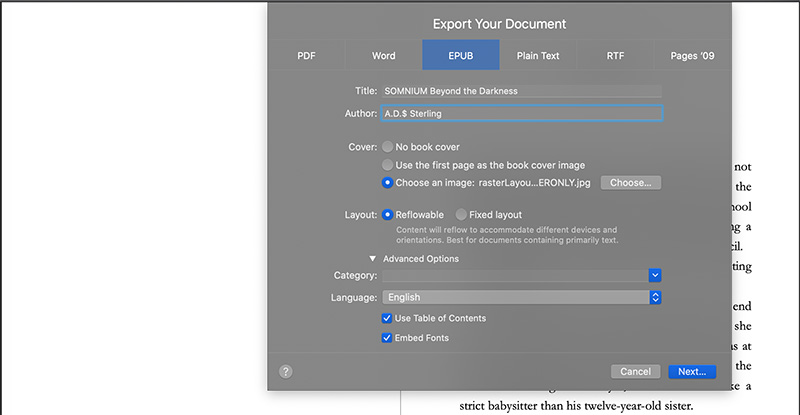 Export Your Document
PDF Word EPUB Plain Text RTF Pages '09
Title: SOMNIUM Beyond the Darkness
Author: A.D.$ Sterling
Cover: No book cover
Use the first page as the book cover image
Choose an image: rasterLayou...ERONLY.jpg Choose...
Layout: Reflowable Fixed layout
Content will reflow to accommodate different devices and
orientations. Best for documents containing primarily text.
Advanced Options
Category:
Language: English
Use Table of Contents
Embed Fonts
? Cancel Next...
not
the
a
end
she
at
the
a
strict babysitter than his twelve-year-old sister.